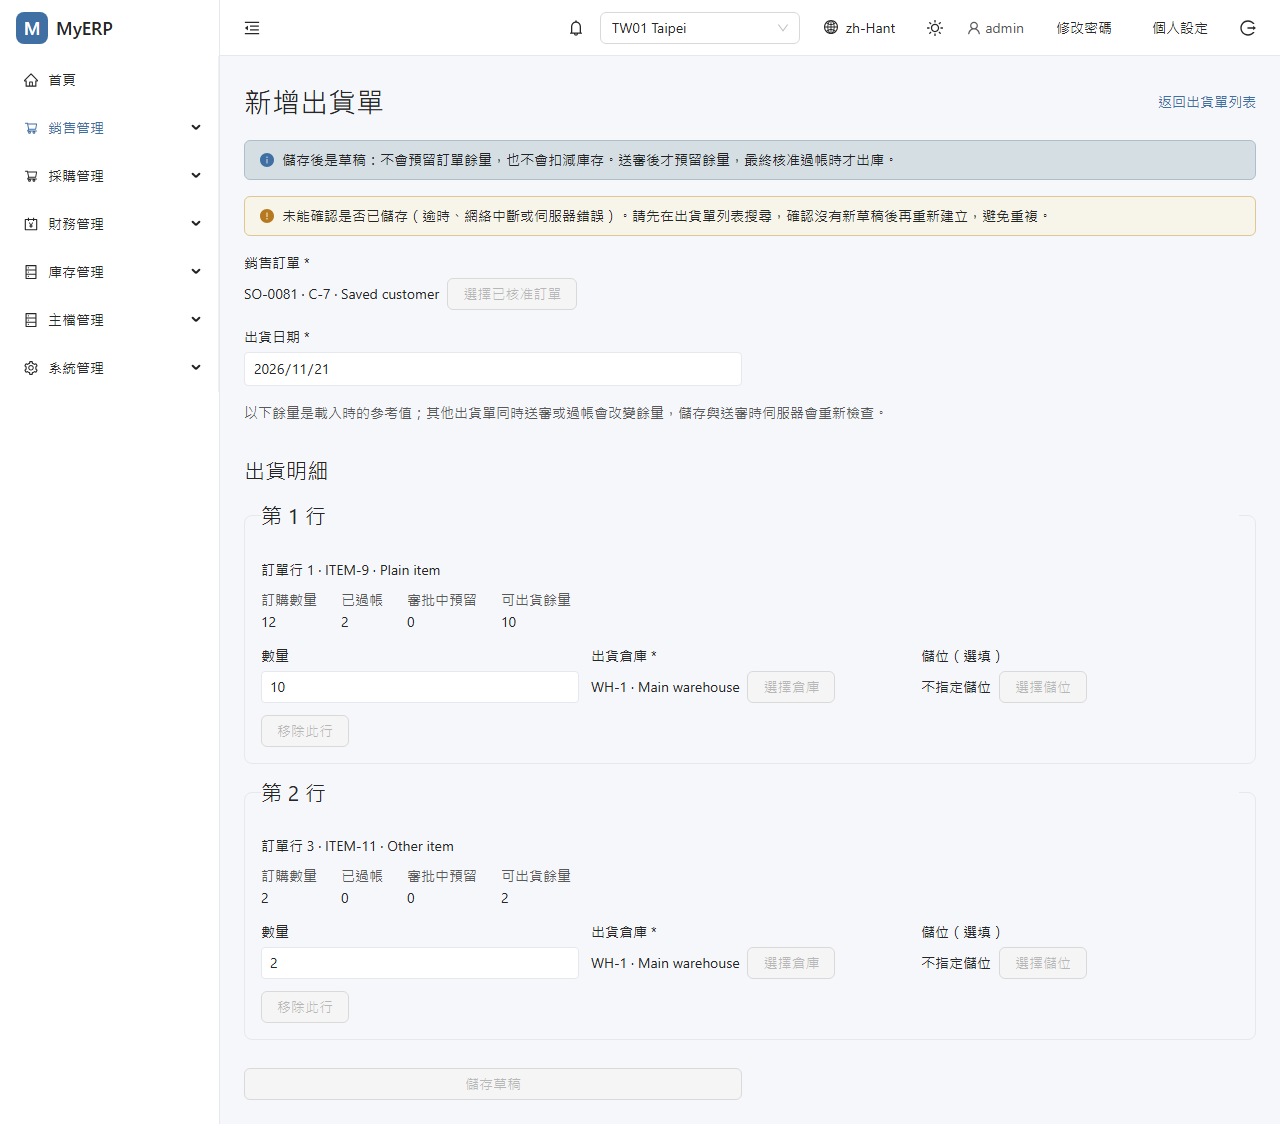 M MyERP
TW01 Taipei
zh-Hant
admin
修改密碼
個人設定
首頁
銷售管理
採購管理
財務管理
庫存管理
主檔管理
系統管理
新增出貨單
返回出貨單列表
儲存後是草稿：不會預留訂單餘量，也不會扣減庫存。送審後才預留餘量，最終核准過帳時才出庫。
未能確認是否已儲存（逾時、網絡中斷或伺服器錯誤）。請先在出貨單列表搜尋，確認沒有新草稿後再重新建立，避免重複。
銷售訂單 *
SO-0081 · C-7 · Saved customer 選擇已核准訂單
出貨日期 *
2026/11/21
以下餘量是載入時的參考值；其他出貨單同時送審或過帳會改變餘量，儲存與送審時伺服器會重新檢查。
出貨明細
第 1 行
訂單行 1 · ITEM-9 · Plain item
訂購數量 已過帳 審批中預留 可出貨餘量
12 2 0 10
數量 出貨倉庫 * 儲位（選填）
10 WH-1 · Main warehouse 選擇倉庫 不指定儲位 選擇儲位
移除此行
第 2 行
訂單行 3 · ITEM-11 · Other item
訂購數量 已過帳 審批中預留 可出貨餘量
2 0 0 2
數量 出貨倉庫 * 儲位（選填）
2 WH-1 · Main warehouse 選擇倉庫 不指定儲位 選擇儲位
移除此行
儲存草稿